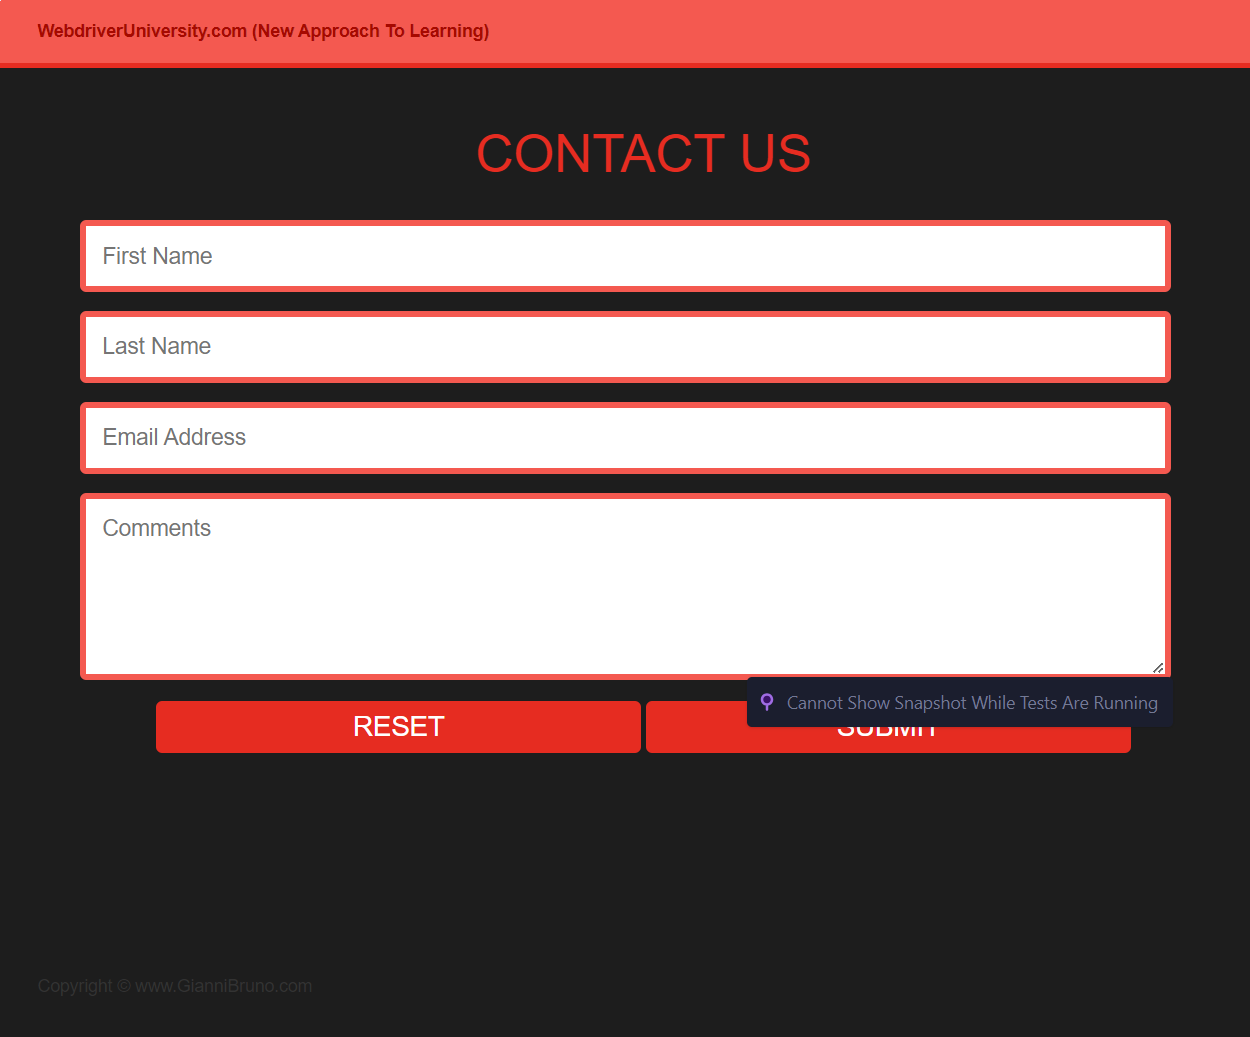 WebdriverUniversity.com (New Approach To Learning)
CONTACT US
First Name
Last Name
Email Address
Comments
Cannot Show Snapshot While Tests Are Running
RESET
SUBMIT
Copyright © www.GianniBruno.com